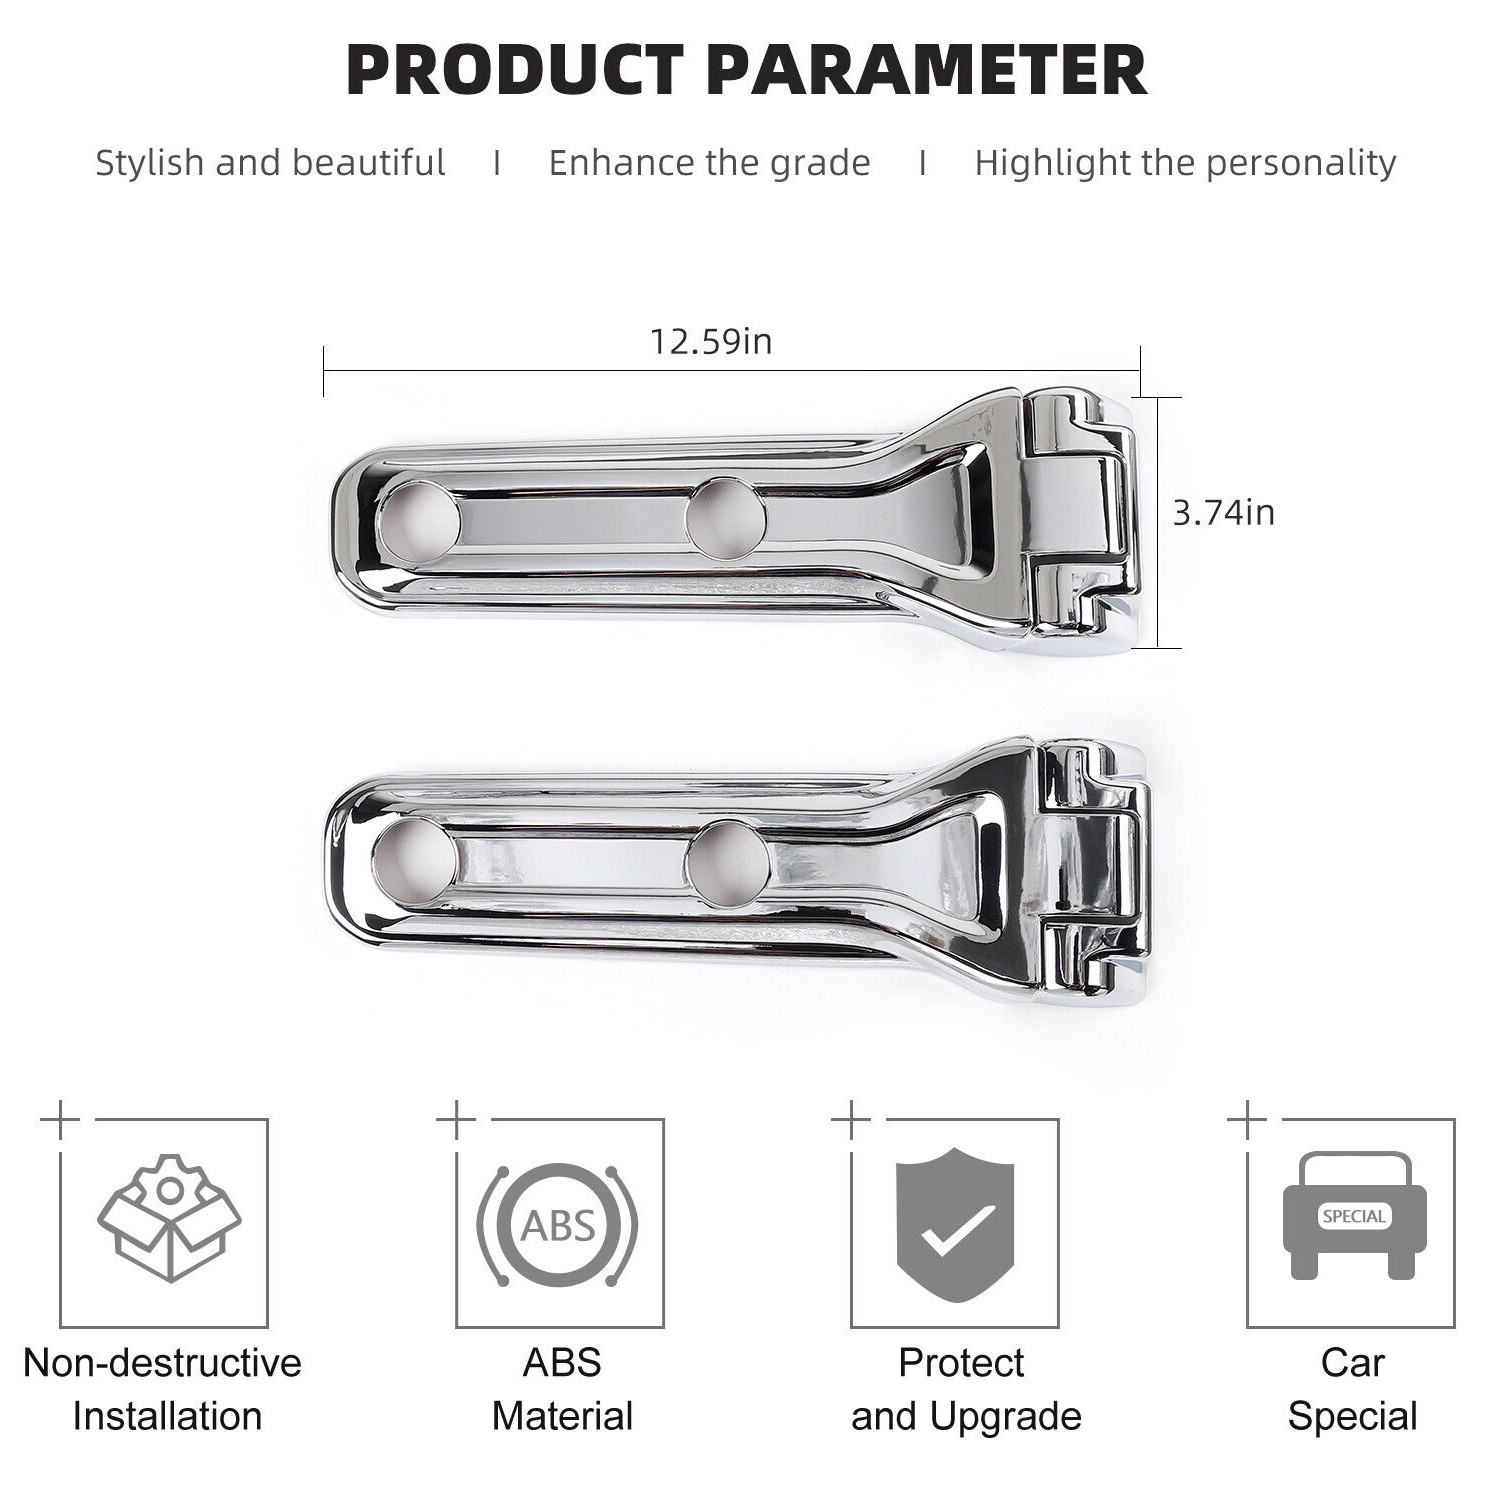 PRODUCT PARAMETER
Stylish and beautiful | Enhance the grade | Highlight the personality
12.59in
3.74in
ABS
SPECIAL
Non-destructive
Installation
ABS
Material
Protect
and Upgrade
Car
Special